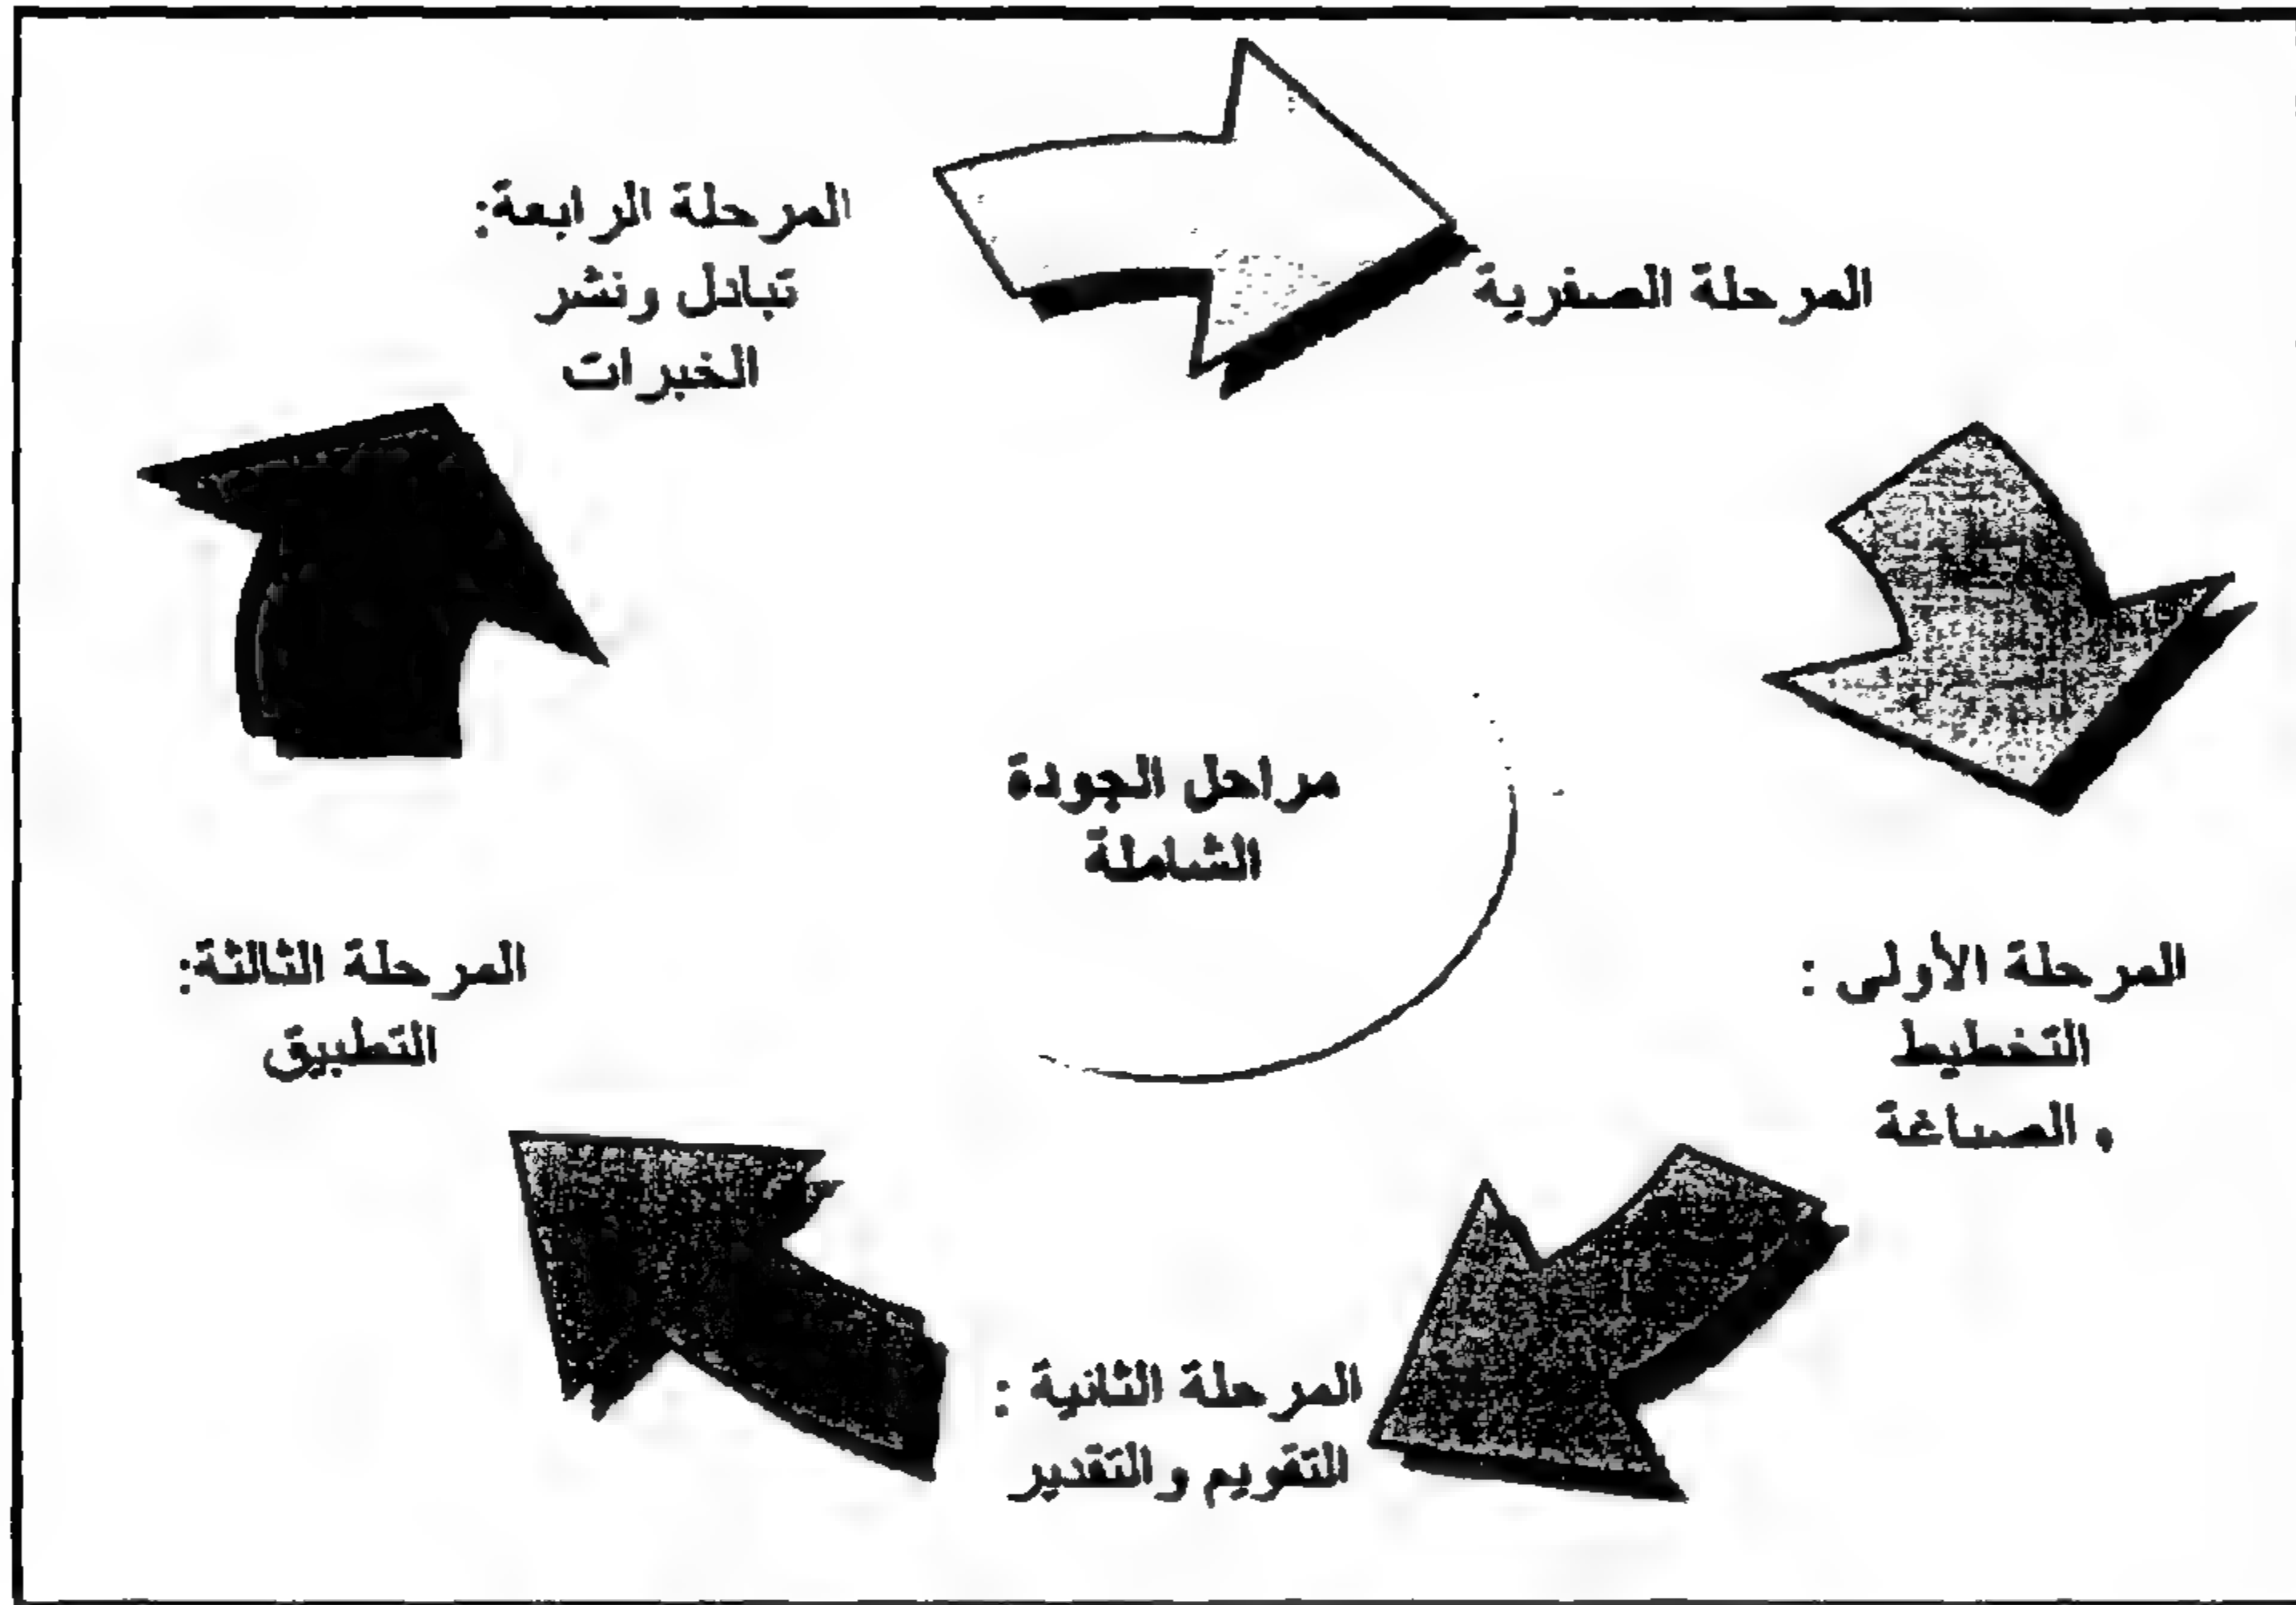 المرحلة الصفرية
المرحلة الأولى :
التخطيط
والصياغة
المرحلة الثانية :
التقويم والتقدير
المرحلة الثالثة:
التطبيق
المرحلة الرابعة:
تبادل ونشر
الخبرات
مراحل الجودة
الشاملة